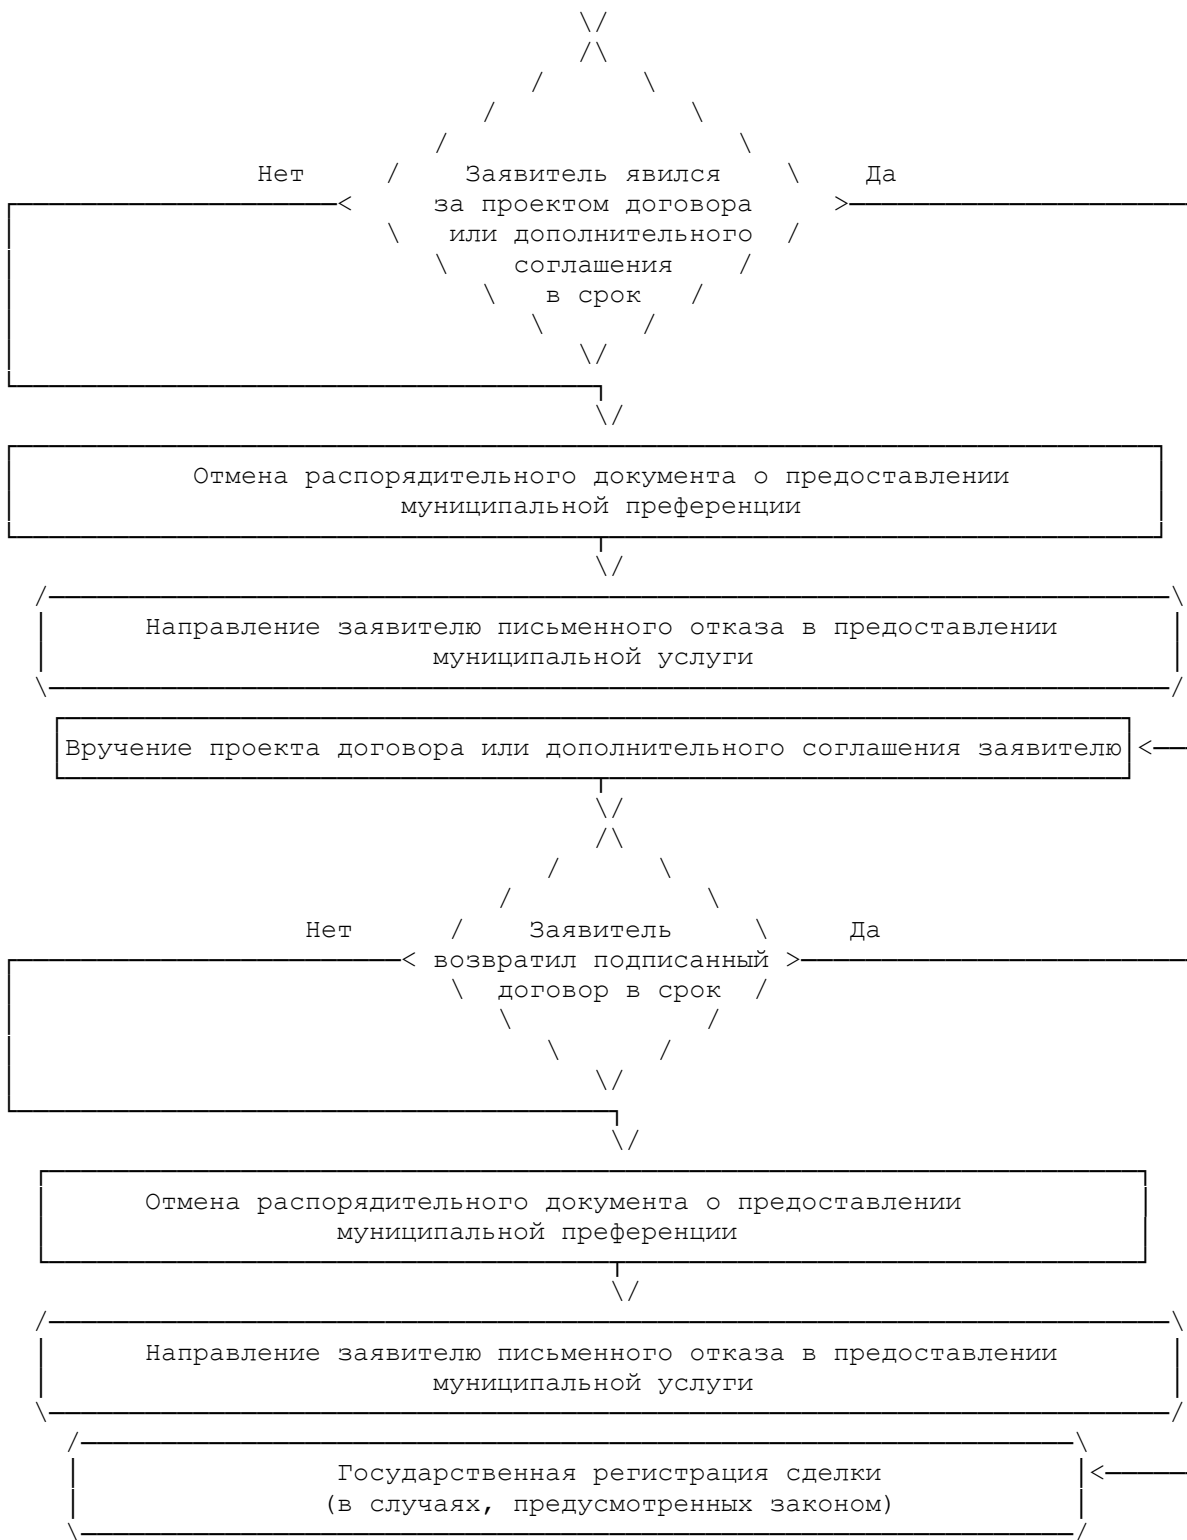 Нет Заявитель явился Да
за проектом договора
или дополнительного
соглашения
в срок
Отмена распорядительного документа о предоставлении
муниципальной преференции
Направление заявителю письменного отказа в предоставлении
муниципальной услуги
Вручение проекта договора или дополнительного соглашения заявителю
Нет Заявитель Да
возвратил подписанный
договор в срок
Отмена распорядительного документа о предоставлении
муниципальной преференции
Направление заявителю письменного отказа в предоставлении
муниципальной услуги
Государственная регистрация сделки
(в случаях, предусмотренных законом)